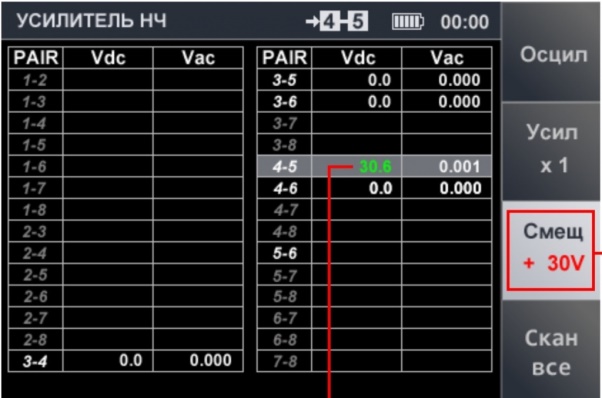 УСИЛИТЕЛЬ НЧ → 4 - 5 00:00
PAIR Vdc Vac
1-2
1-3
1-4
1-5
1-6
1-7
1-8
2-3
2-4
2-5
2-6
2-7
2-8
3-4 0.0 0.000
PAIR Vdc Vac
3-5 0.0 0.000
3-6 0.0 0.000
3-7
3-8
4-5 30.6 0.001
4-6 0.0 0.000
4-7
4-8
5-6
5-7
5-8
6-7
6-8
7-8
Осцил
Усил
x 1
Смещ
+ 30V
Скан
все